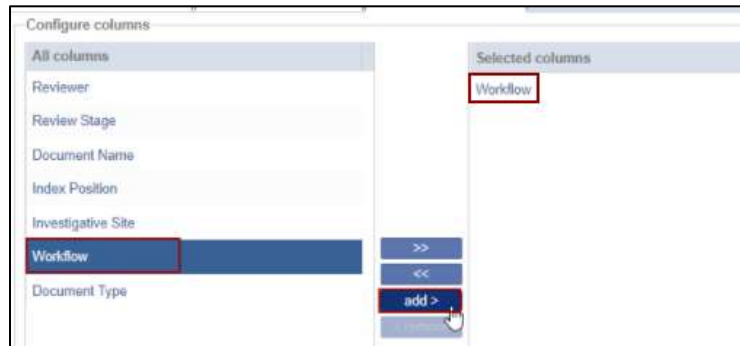 Configure columns
All columns
Reviewer
Review Stage
Document Name
Index Position
Investigative Site
Workflow
Document Type
>>
<<
add >
Selected columns
Workflow